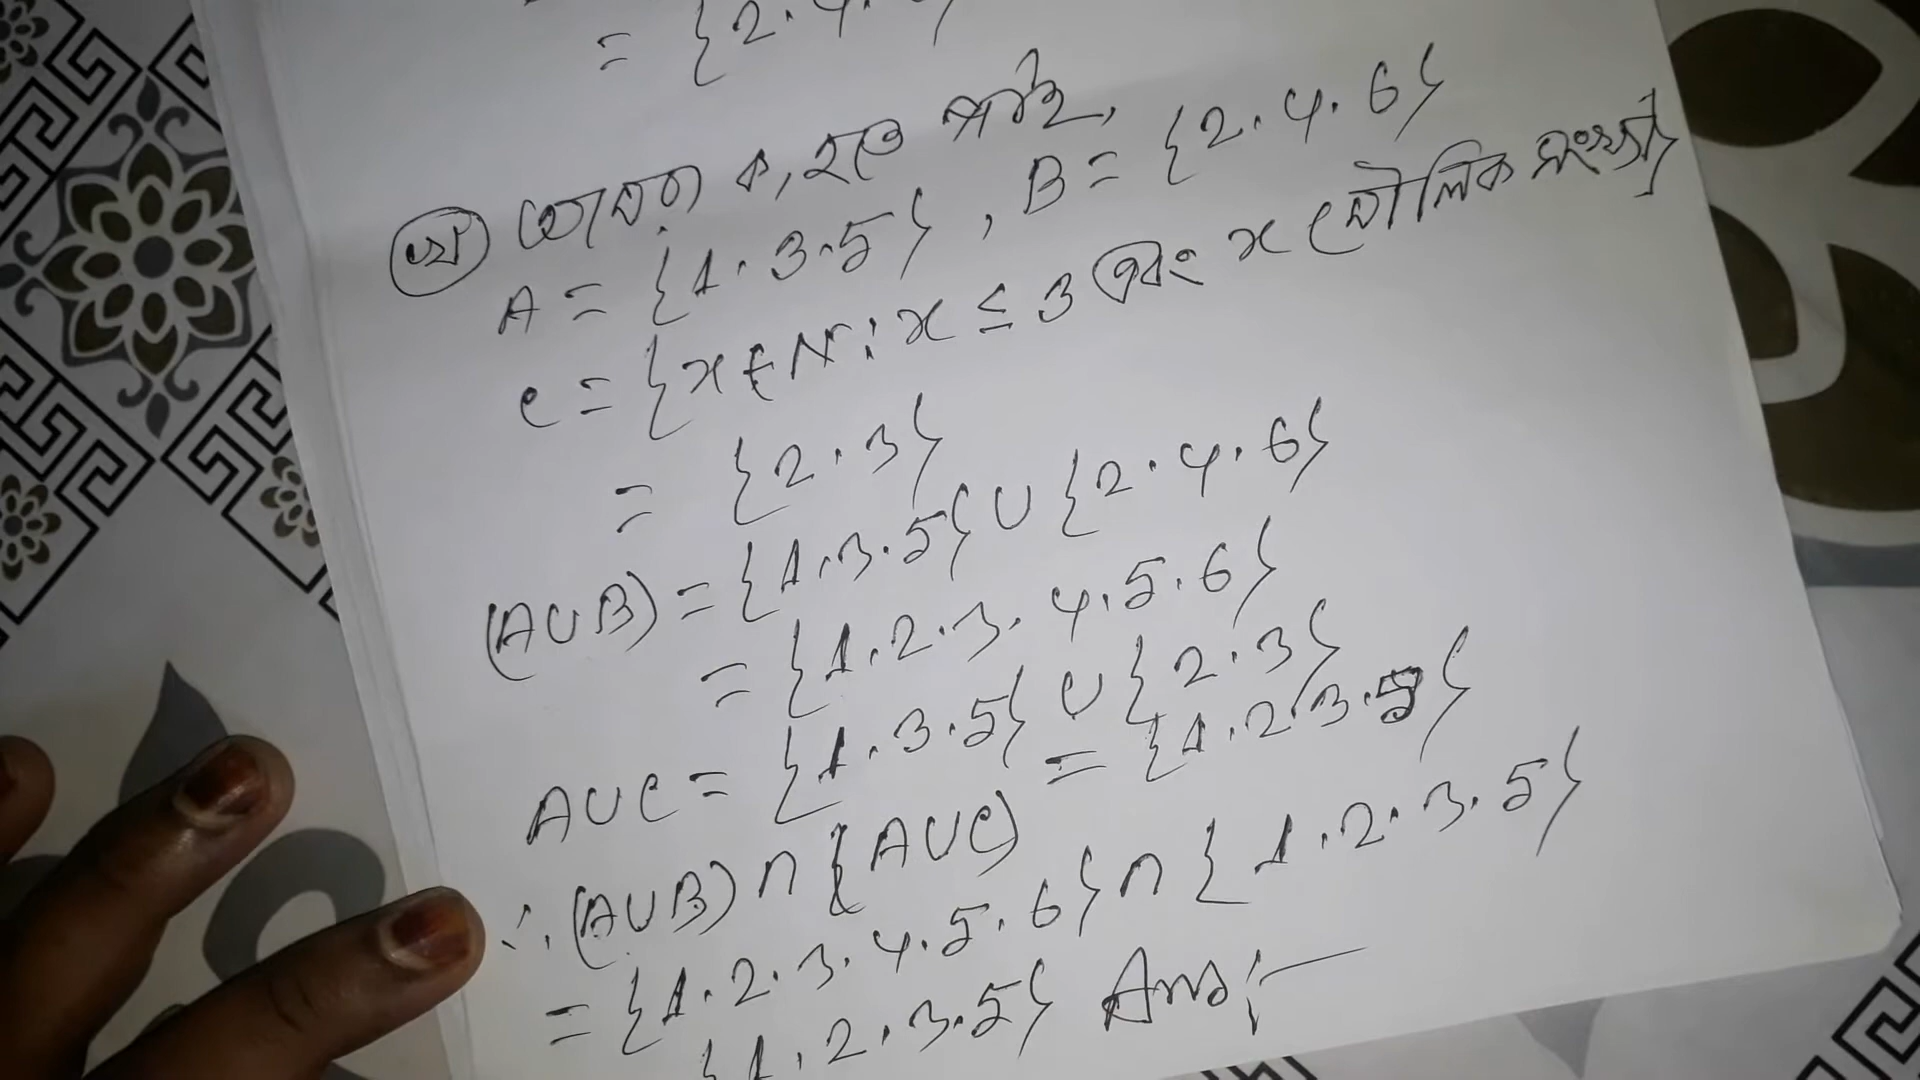 = {2.4.
(খ) আমরা ক, হতে পাই,
A = {1.3.5}, B = {2.4.6}
C = {x ∈ N : x ≤ 3 এবং x মৌলিক সংখ্যা}
= {2.3}
(AUB) = {1.3.5} U {2.4.6}
= {1.2.3.4.5.6}
AUC = {1.3.5} U {2.3}
= {1.2.3.5}
∴ (AUB) ∩ (AUC)
= {1.2.3.4.5.6} ∩ {1.2.3.5}
{1.2.3.5} Ans: